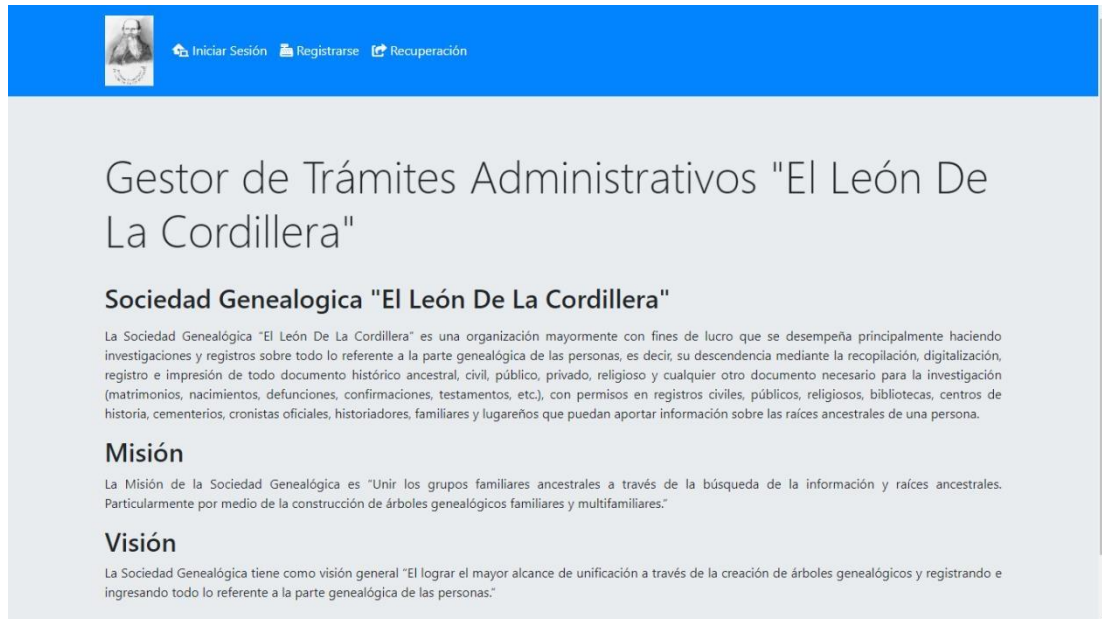 Iniciar Sesión Registrarse Recuperación
Gestor de Trámites Administrativos "El León De
La Cordillera"
Sociedad Genealogica "El León De La Cordillera"
La Sociedad Genealógica “El León De La Cordillera” es una organización mayormente con fines de lucro que se desempeña principalmente haciendo
investigaciones y registros sobre todo lo referente a la parte genealógica de las personas, es decir, su descendencia mediante la recopilación, digitalización,
registro e impresión de todo documento histórico ancestral, civil, público, privado, religioso y cualquier otro documento necesario para la investigación
(matrimonios, nacimientos, defunciones, confirmaciones, testamentos, etc.), con permisos en registros civiles, públicos, religiosos, bibliotecas, centros de
historia, cementerios, cronistas oficiales, historiadores, familiares y lugareños que puedan aportar información sobre las raíces ancestrales de una persona.
Misión
La Misión de la Sociedad Genealógica es “Unir los grupos familiares ancestrales a través de la búsqueda de la información y raíces ancestrales.
Particularmente por medio de la construcción de árboles genealógicos familiares y multifamiliares.”
Visión
La Sociedad Genealógica tiene como visión general “El lograr el mayor alcance de unificación a través de la creación de árboles genealógicos y registrando e
ingresando todo lo referente a la parte genealógica de las personas.”